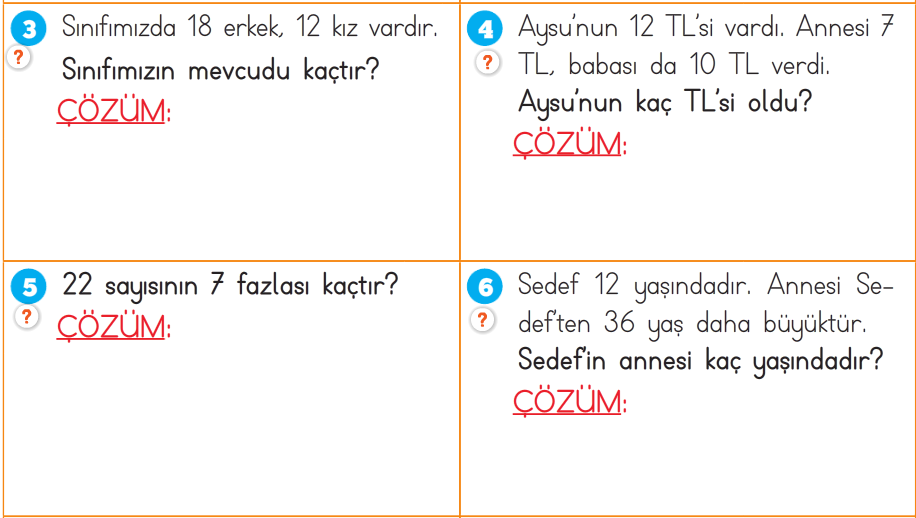 3 Sınıfımızda 18 erkek, 12 kız vardır.
?
Sınıfımızın mevcudu kaçtır?
ÇÖZÜM:
4 Aysu'nun 12 TL'si vardı. Annesi 7
? TL, babası da 10 TL verdi.
Aysu'nun kaç TL'si oldu?
ÇÖZÜM:
5 22 sayısının 7 fazlası kaçtır?
? ÇÖZÜM:
6 Sedef 12 yaşındadır. Annesi Se-
? def'ten 36 yaş daha büyüktür.
Sedef'in annesi kaç yaşındadır?
ÇÖZÜM: